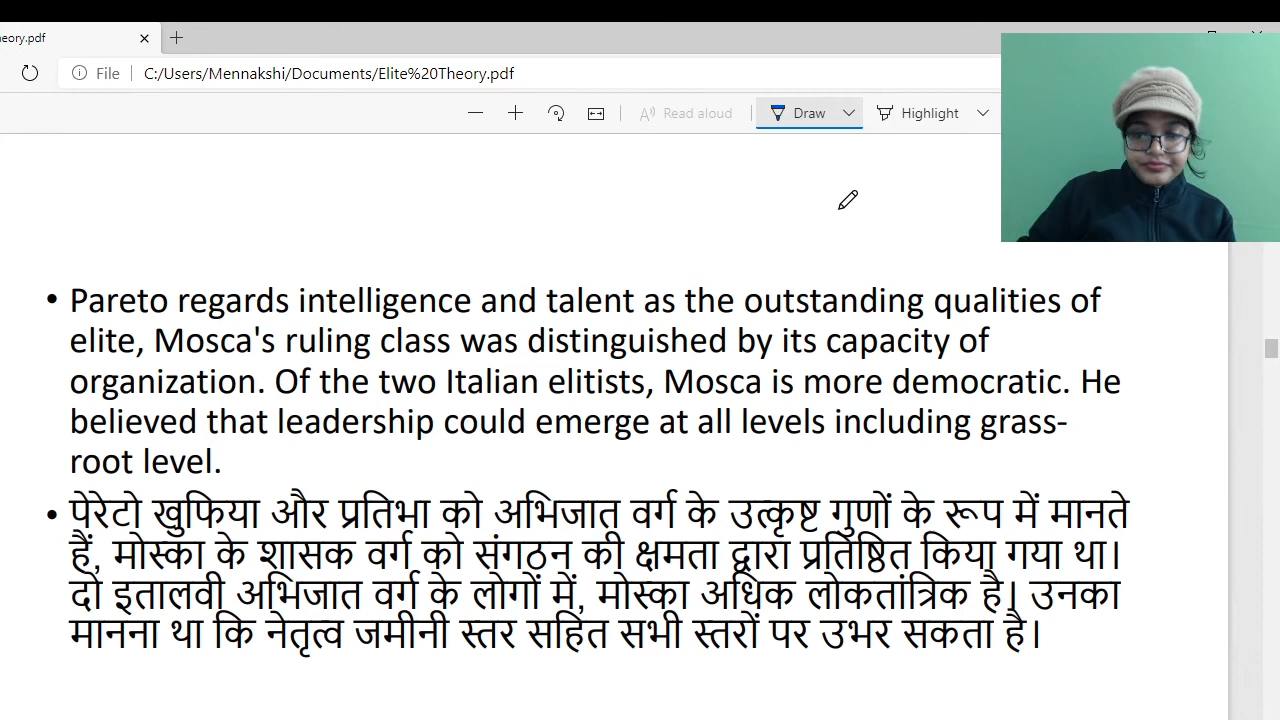 eory.pdf
File
C:/Users/Mennakshi/Documents/Elite%20Theory.pdf
Read aloud
Draw
Highlight
• Pareto regards intelligence and talent as the outstanding qualities of
elite, Mosca's ruling class was distinguished by its capacity of
organization. Of the two Italian elitists, Mosca is more democratic. He
believed that leadership could emerge at all levels including grass-
root level.
• पेरेटो खुफिया और प्रतिभा को अभिजात वर्ग के उत्कृष्ट गुणों के रूप में मानते
हैं, मोस्का के शासक वर्ग को संगठन की क्षमता द्वारा प्रतिष्ठित किया गया था।
दो इतालवी अभिजात वर्ग के लोगों में, मोस्का अधिक लोकतांत्रिक है। उनका
मानना था कि नेतृत्व जमीनी स्तर सहित सभी स्तरों पर उभर सकता है।